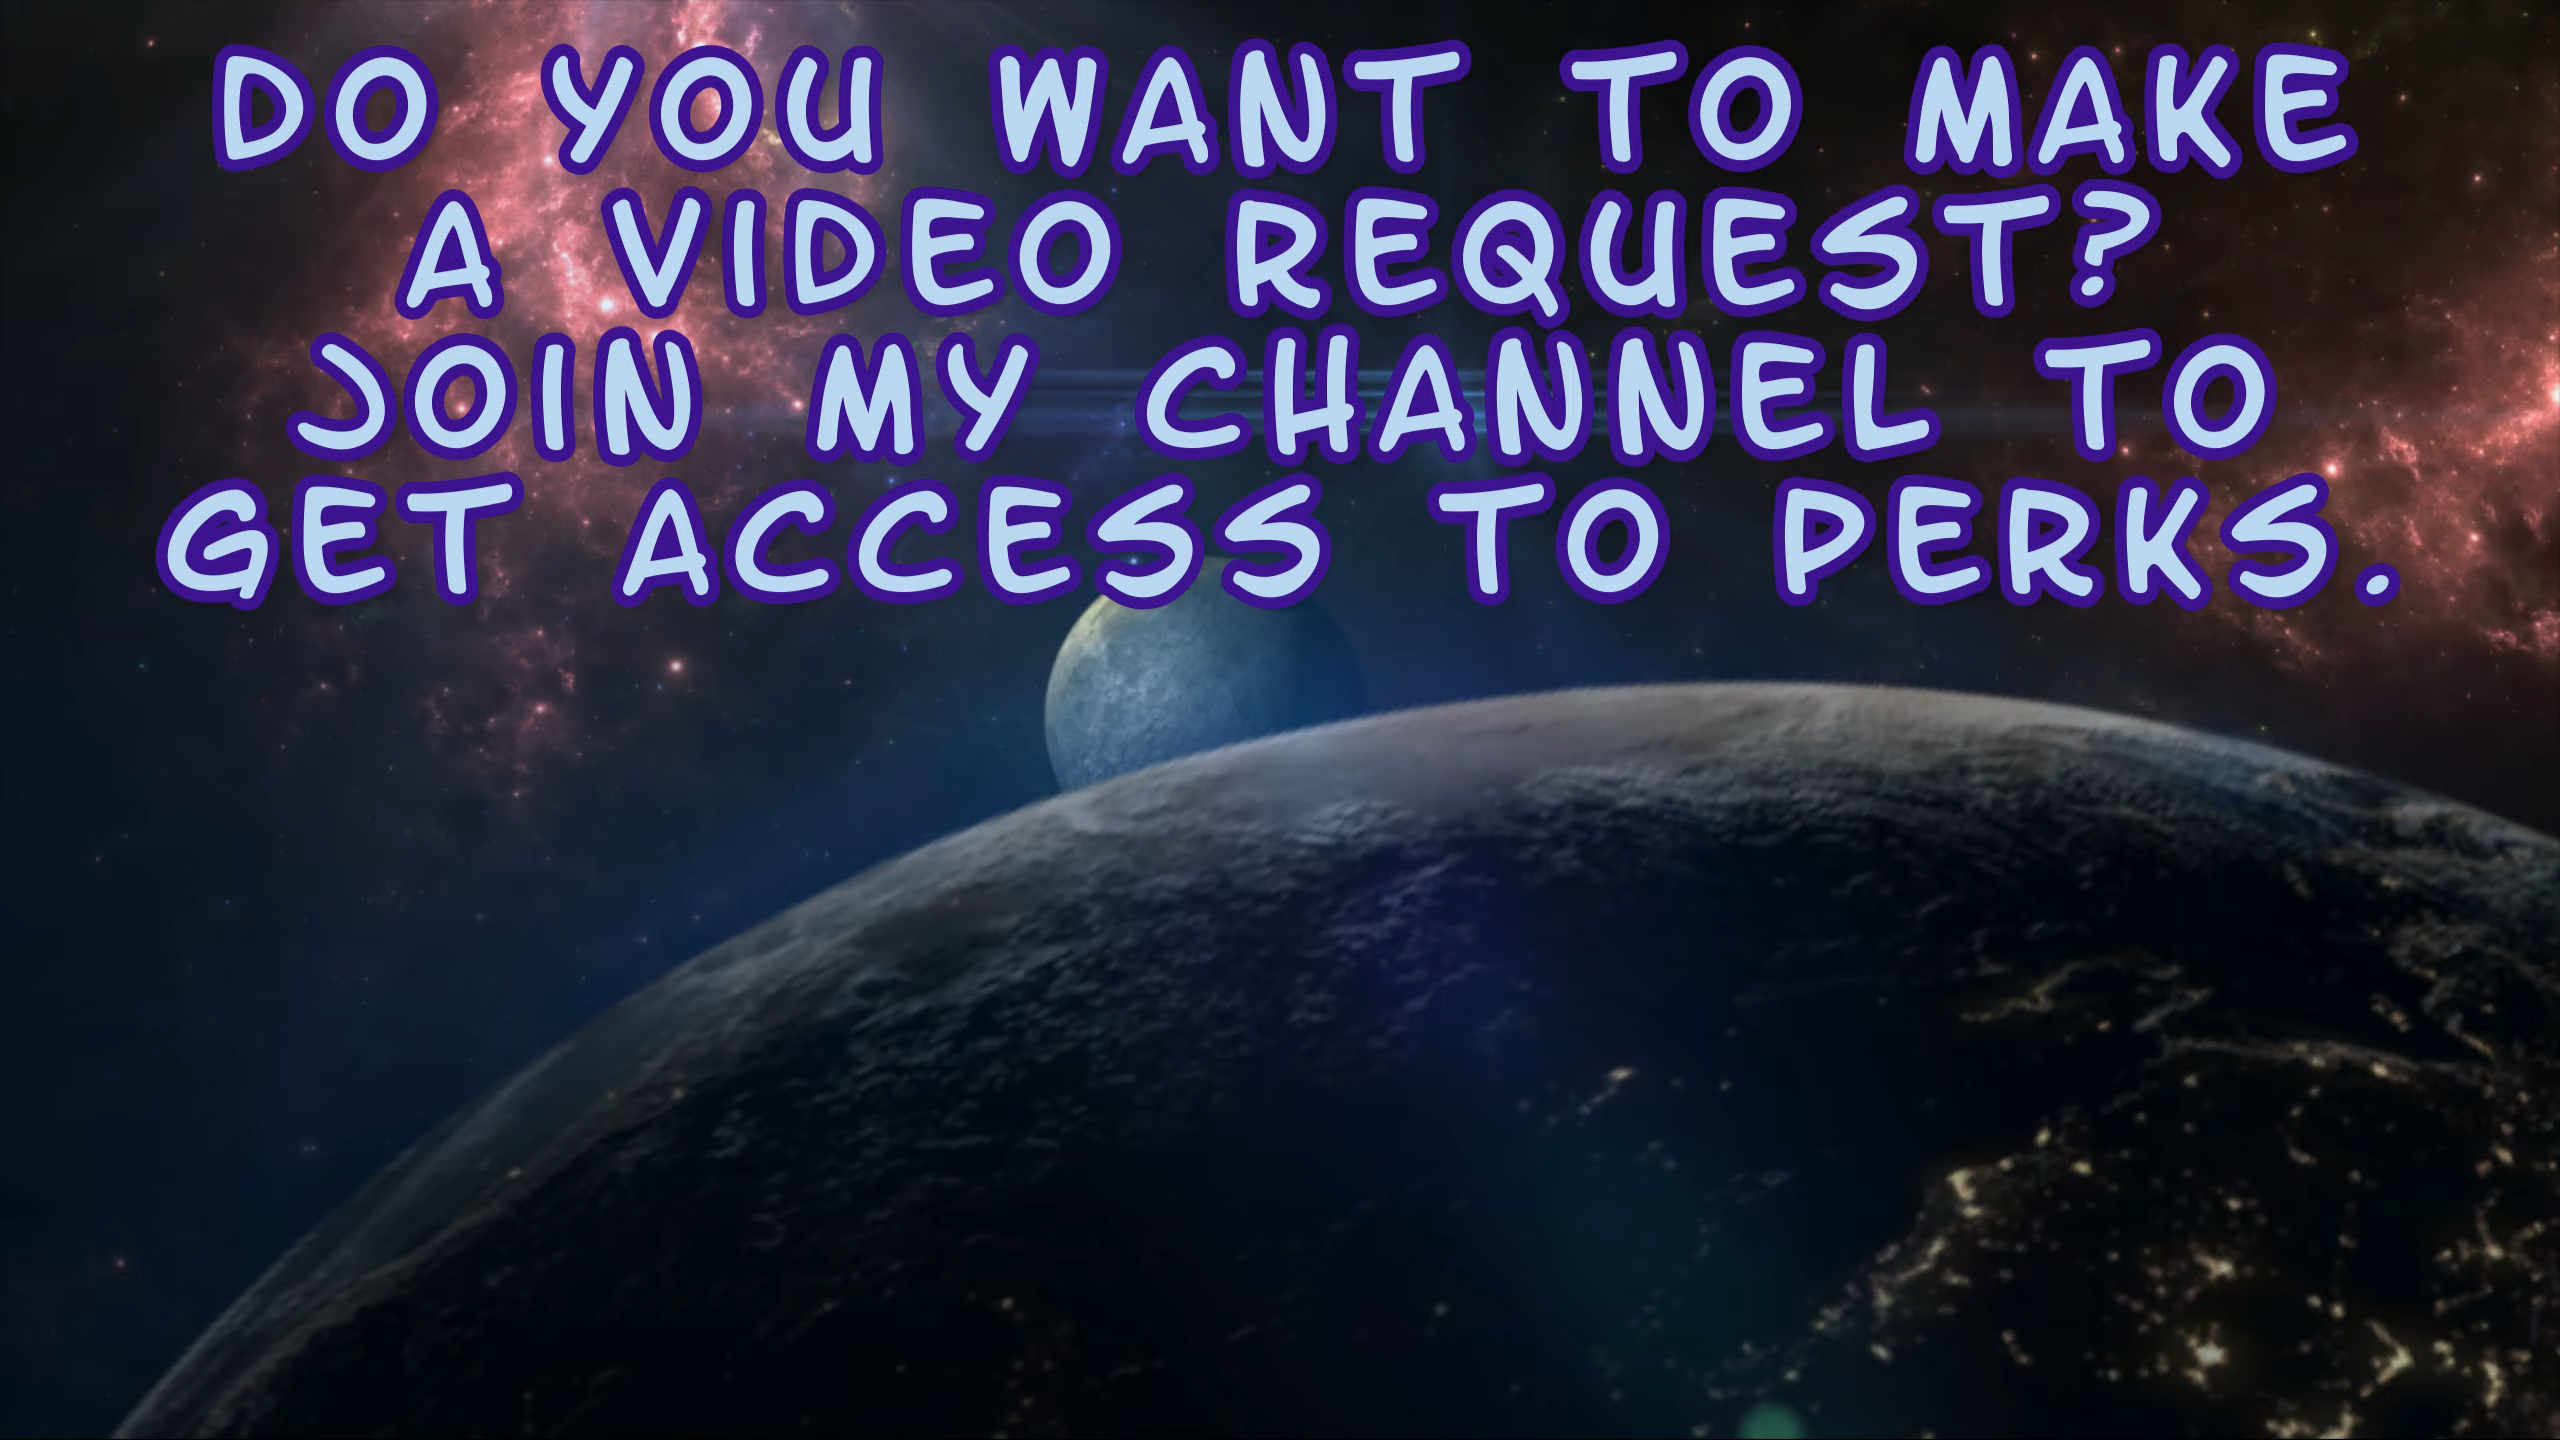 DO YOU WANT TO MAKE
A VIDEO REQUEST?
JOIN MY CHANNEL TO
GET ACCESS TO PERKS.